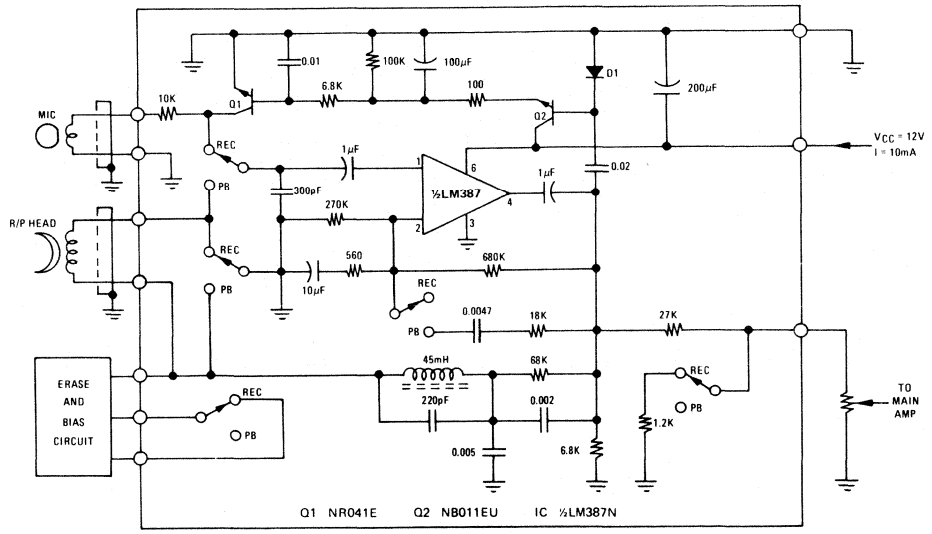 0.01
100K
100µF
D1
200µF
Q1
6.8K
100
Q2
10K
MIC
VCC = 12V
I = 10mA
REC
1µF
1
6
½LM387
1µF
4
0.02
PB
300pF
270K
2
3
R/P HEAD
REC
560
680K
PB
10µF
REC
0.0047
18K
27K
PB
45mH
68K
REC
ERASE
AND
BIAS
CIRCUIT
REC
220pF
0.002
PB
TO
MAIN
AMP
PB
1.2K
0.005
6.8K
Q1 NR041E Q2 NB011EU IC ½LM387N